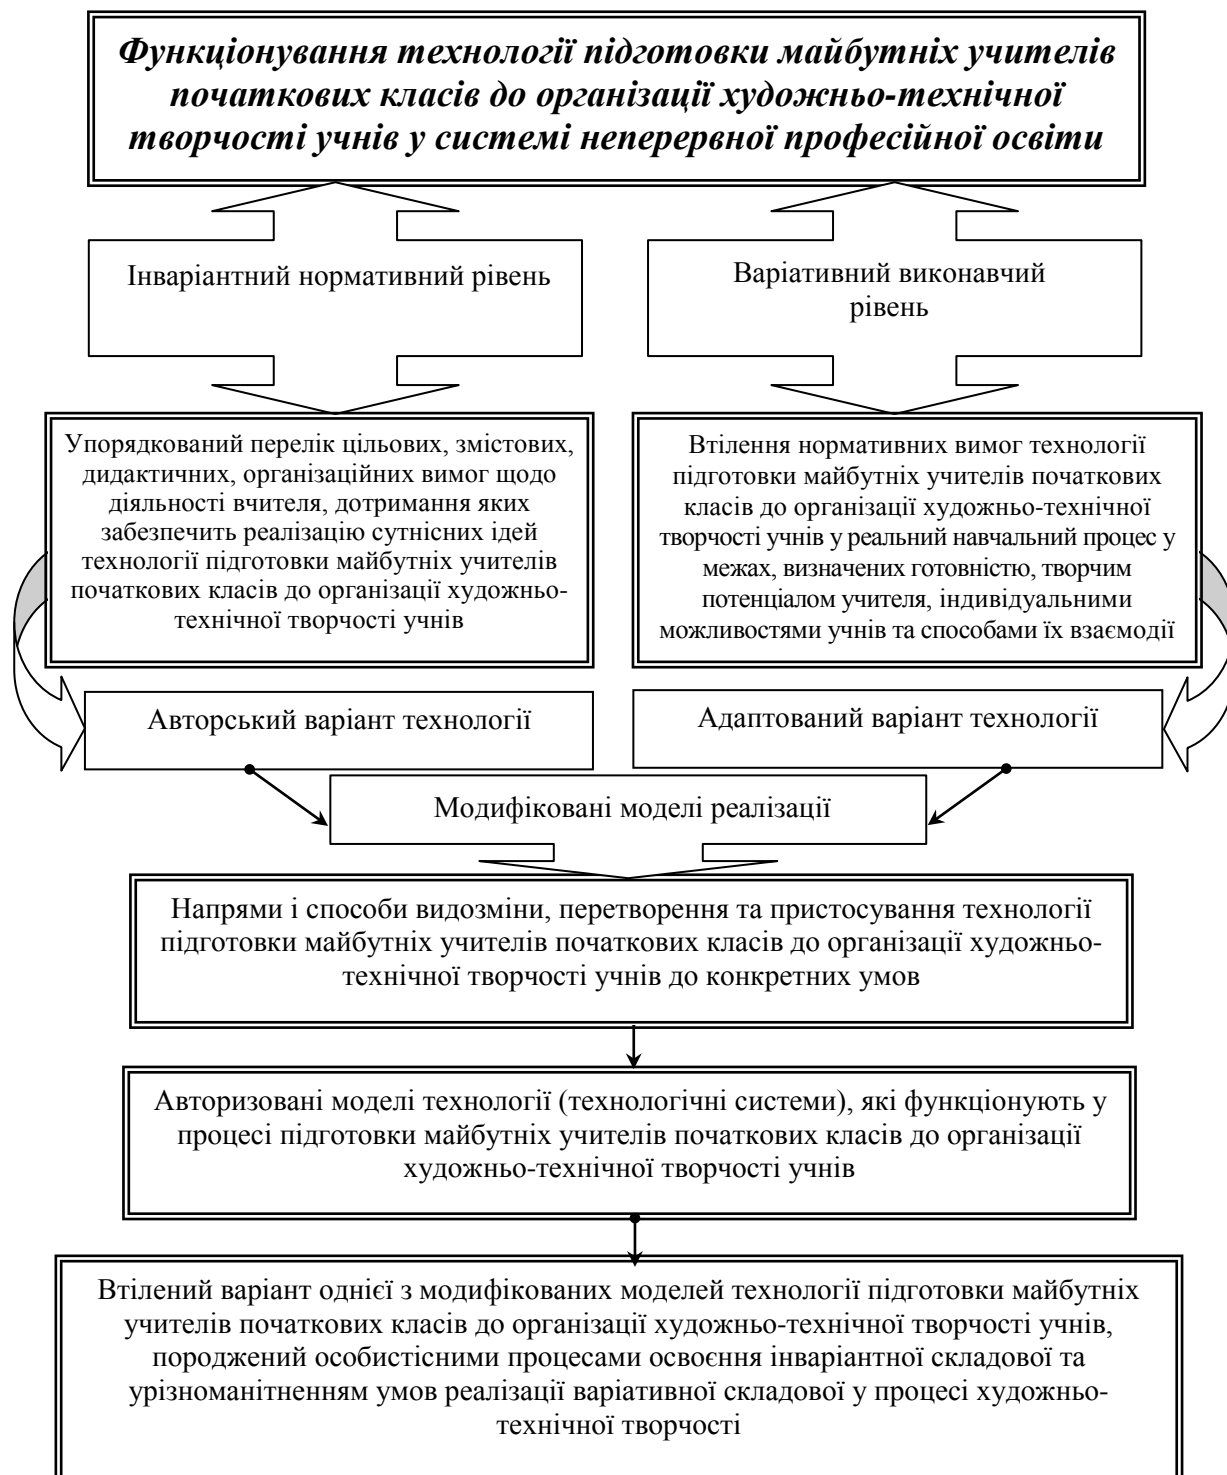 Функціонування технології підготовки майбутніх учителів
початкових класів до організації художньо-технічної
творчості учнів у системі неперервної професійної освіти
Інваріантний нормативний рівень
Варіативний виконавчий
рівень
Упорядкований перелік цільових, змістових,
дидактичних, організаційних вимог щодо
діяльності вчителя, дотримання яких
забезпечить реалізацію сутнісних ідей
технології підготовки майбутніх учителів
початкових класів до організації художньо-
технічної творчості учнів
Втілення нормативних вимог технології
підготовки майбутніх учителів початкових
класів до організації художньо-технічної
творчості учнів у реальний навчальний процес у
межах, визначених готовністю, творчим
потенціалом учителя, індивідуальними
можливостями учнів та способами їх взаємодії
Авторський варіант технології
Адаптований варіант технології
Модифіковані моделі реалізації
Напрями і способи видозміни, перетворення та пристосування технології
підготовки майбутніх учителів початкових класів до організації художньо-
технічної творчості учнів до конкретних умов
Авторизовані моделі технології (технологічні системи), які функціонують у
процесі підготовки майбутніх учителів початкових класів до організації
художньо-технічної творчості учнів
Втілений варіант однієї з модифікованих моделей технології підготовки майбутніх
учителів початкових класів до організації художньо-технічної творчості учнів,
породжений особистісними процесами освоєння інваріантної складової та
урізноманітненням умов реалізації варіативної складової у процесі художньо-
технічної творчості